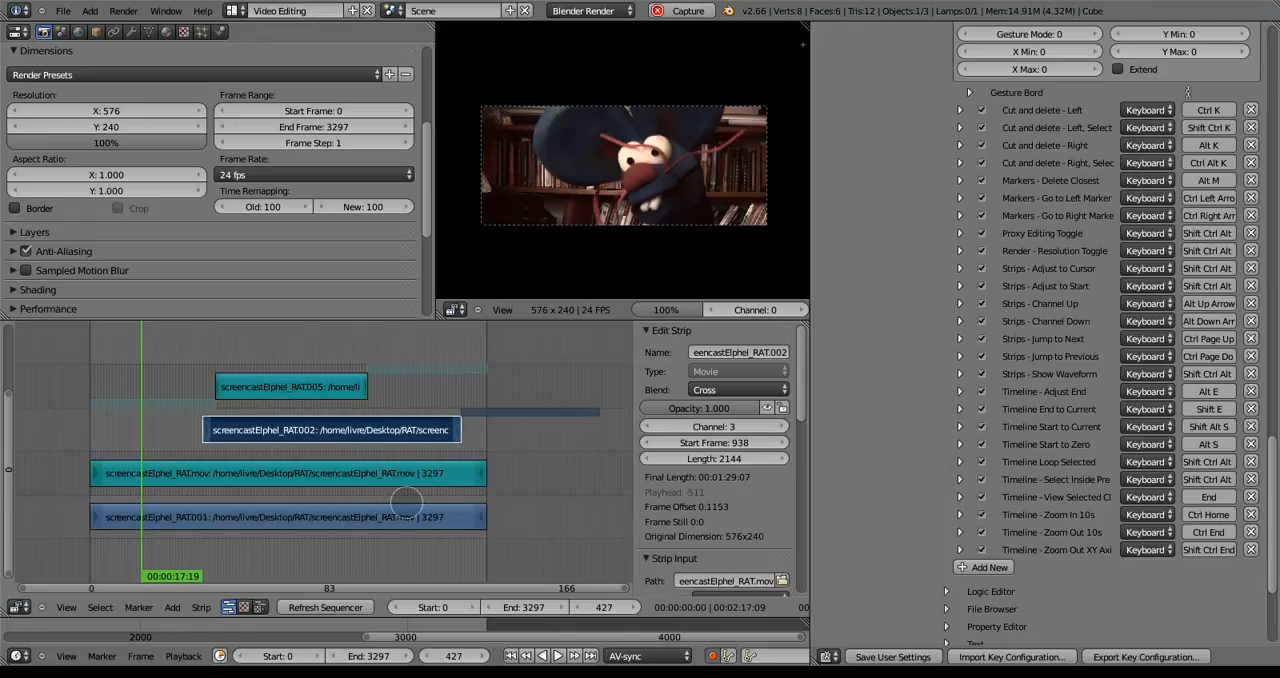 File Add Render Window Help Video Editing Scene Blender Render Capture v2.66 | Verts:8 | Faces:6 | Tris:12 | Objects:1/3 | Lamps:0/1 | Mem:14.91M (4.32M) | Cube
Dimensions
Render Presets
Resolution:
X: 576
Y: 240
100%
Aspect Ratio:
X: 1.000
Y: 1.000
Border Crop
Frame Range:
Start Frame: 0
End Frame: 3297
Frame Step: 1
Frame Rate:
24 fps
Time Remapping:
Old: 100 New: 100
Layers
Anti-Aliasing
Sampled Motion Blur
Shading
Performance
View 576 x 240 | 24 FPS 100% Channel: 0
screencastElphel_RAT.005: /home/li
screencastElphel_RAT.002: /home/livre/Desktop/RAT/screenc
screencastElphel_RAT.mov: /home/livre/Desktop/RAT/screencastElphel_RAT.mov | 3297
screencastElphel_RAT.001: /home/livre/Desktop/RAT/screencastElphel_RAT.mov | 3297
00:00:17:19
0 83 166
0
View Select Marker Add Strip Refresh Sequencer Start: 0 End: 3297 427 00:00:00:00 | 00:02:17:09 00
2000 3000 4000
View Marker Frame Playback Start: 0 End: 3297 427 AV-sync
Edit Strip
Name: eencastElphel_RAT.002
Type: Movie
Blend: Cross
Opacity: 1.000
Channel: 3
Start Frame: 938
Length: 2144
Final Length: 00:01:29:07
Playhead: -511
Frame Offset 0:1153
Frame Still 0:0
Original Dimension: 576x240
Strip Input
Path: eencastElphel_RAT.mov
Gesture Mode: 0 Y Min: 0
X Min: 0 Y Max: 0
X Max: 0 Extend
Gesture Bord
Cut and delete - Left Keyboard Ctrl K
Cut and delete - Left, Select Keyboard Shift Ctrl K
Cut and delete - Right Keyboard Alt K
Cut and delete - Right, Selec Keyboard Ctrl Alt K
Markers - Delete Closest Keyboard Alt M
Markers - Go to Left Marker Keyboard Ctrl Left Arro
Markers - Go to Right Marke Keyboard Ctrl Right Arr
Proxy Editing Toggle Keyboard Shift Ctrl Alt
Render - Resolution Toggle Keyboard Shift Ctrl Alt
Strips - Adjust to Cursor Keyboard Shift Ctrl Alt
Strips - Adjust to Start Keyboard Shift Ctrl Alt
Strips - Channel Up Keyboard Alt Up Arrow
Strips - Channel Down Keyboard Alt Down Arr
Strips - Jump to Next Keyboard Ctrl Page Up
Strips - Jump to Previous Keyboard Ctrl Page Do
Strips - Show Waveform Keyboard Shift Ctrl Alt
Timeline - Adjust End Keyboard Alt E
Timeline End to Current Keyboard Shift E
Timeline Start to Current Keyboard Shift Alt S
Timeline Start to Zero Keyboard Alt S
Timeline Loop Selected Keyboard Shift Ctrl Alt
Timeline - Select Inside Pre Keyboard Shift Ctrl Alt
Timeline - View Selected Cl Keyboard End
Timeline - Zoom In 10s Keyboard Ctrl Home
Timeline - Zoom Out 10s Keyboard Ctrl End
Timeline - Zoom Out XY Axi Keyboard Shift Ctrl End
Add New
Logic Editor
File Browser
Property Editor
Save User Settings Import Key Configuration... Export Key Configuration...